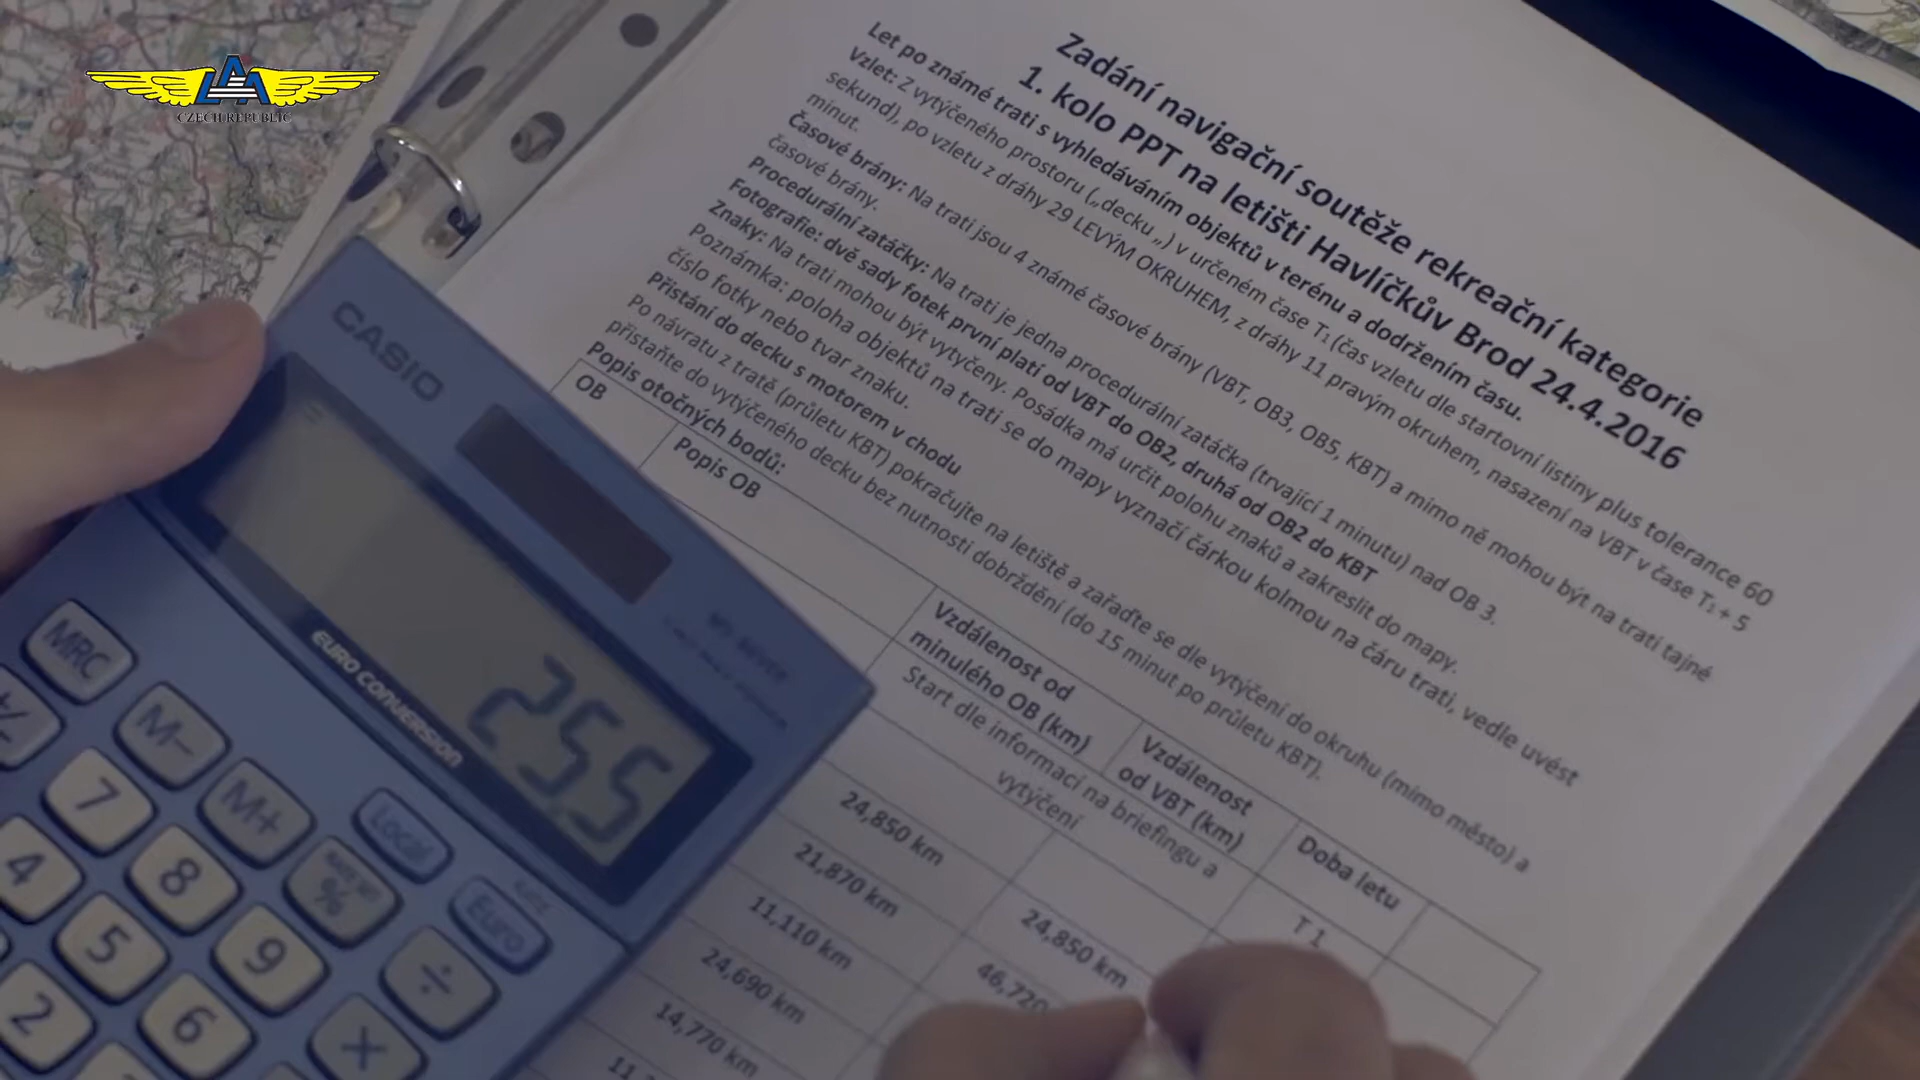 LAA
CZECH REPUBLIC
Zadání navigační soutěže rekreační kategorie
1. kolo PPT na letišti Havlíčkův Brod 24.4.2016
Let po známé trati s vyhledáváním objektů v terénu a dodržením času.
Vzlet: Z vytýčeného prostoru („decku „) v určeném čase T1 (čas vzletu dle startovní listiny plus tolerance 60
sekund), po vzletu z dráhy 29 LEVÝM OKRUHEM, z dráhy 11 pravým okruhem, nasazení na VBT v čase T1 + 5
minut.
Časové brány: Na trati jsou 4 známé časové brány (VBT, OB3, OB5, KBT) a mimo ně mohou být na tratí tajné
časové brány.
Procedurální zatáčky: Na trati je jedna procedurální zatáčka (trvající 1 minutu) nad OB 3.
Fotografie: dvě sady fotek první platí od VBT do OB2, druhá od OB2 do KBT
Znaky: Na trati mohou být vytyčeny. Posádka má určit polohu znaků a zakreslit do mapy.
Poznámka: poloha objektů na trati se do mapy vyznačí čárkou kolmou na čáru trati, vedle uvést
číslo fotky nebo tvar znaku.
Přistání do decku s motorem v chodu
Po návratu z tratě (průletu KBT) pokračujte na letiště a zařaďte se dle vytýčení do okruhu (mimo město) a
přistaňte do vytýčeného decku bez nutnosti dobrždění (do 15 minut po průletu KBT).
Popis otočných bodů:
OB
Popis OB
Vzdálenost od
minulého OB (km)
Vzdálenost
od VBT (km)
Doba letu
Start dle informací na briefingu a
vytýčení
T 1
24,850 km
24,850 km
21,870 km
46,720
11,110 km
24,690 km
14,770 km
CASIO
25.5
EURO CONVERSION
MRC
M−
M+
Local
%
Euro
RATE
7
8
9
÷
4
5
6
×
2